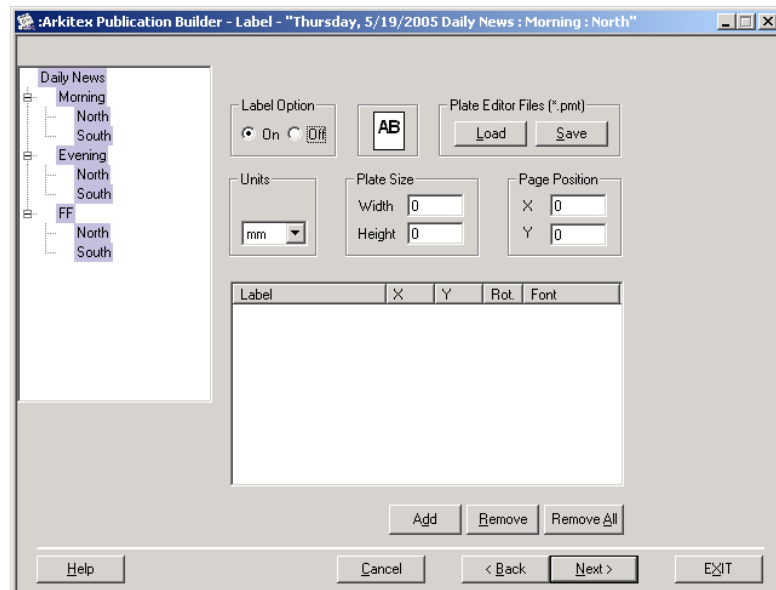 :Arkitex Publication Builder - Label - "Thursday, 5/19/2005 Daily News : Morning : North"
Daily News
Morning
North
South
Evening
North
South
FF
North
South
Label Option
On Off
AB
Plate Editor Files (*.pmt)
Load Save
Units
mm
Plate Size
Width 0
Height 0
Page Position
X 0
Y 0
Label X Y Rot. Font
Add Remove Remove All
Help Cancel < Back Next > EXIT